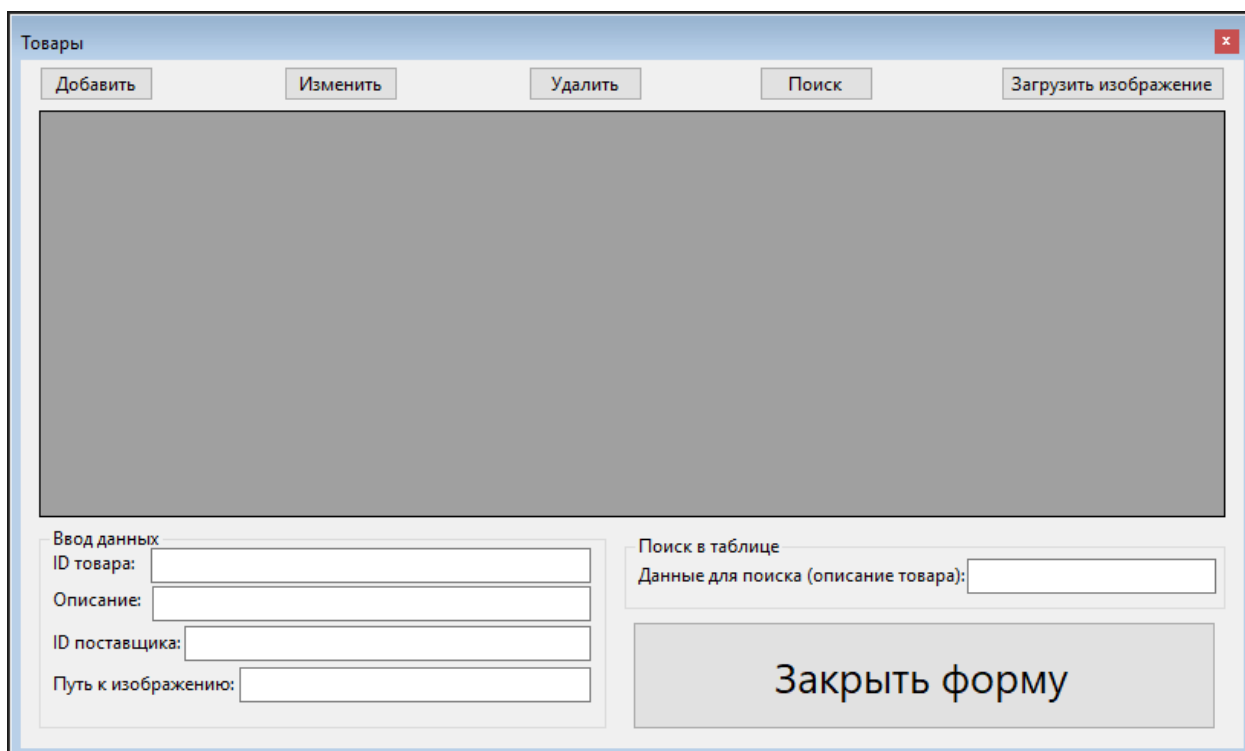 Товары
x
Добавить Изменить Удалить Поиск Загрузить изображение
Ввод данных
ID товара:
Описание:
ID поставщика:
Путь к изображению:
Поиск в таблице
Данные для поиска (описание товара):
Закрыть форму